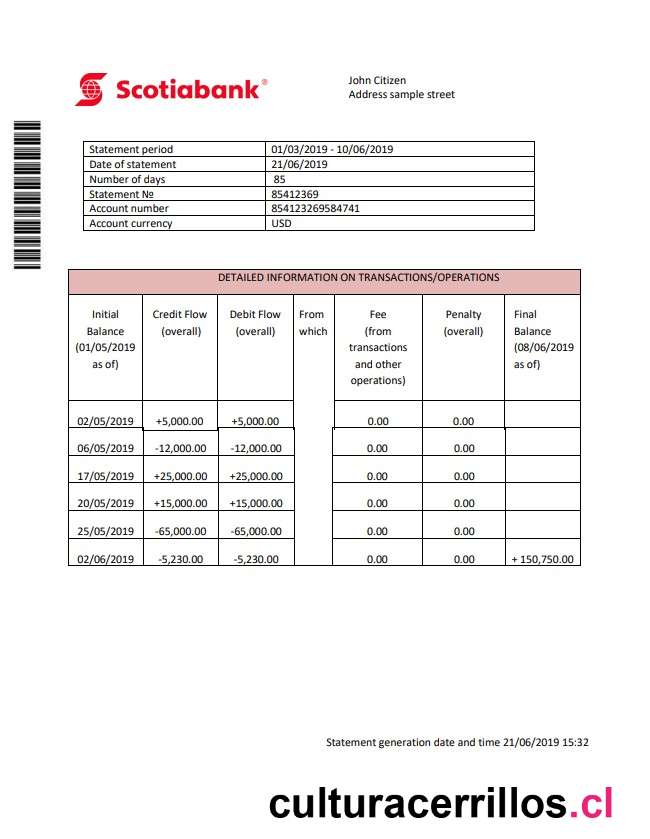 Scotiabank®
John Citizen
Address sample street
Statement period 01/03/2019 - 10/06/2019
Date of statement 21/06/2019
Number of days 85
Statement № 85412369
Account number 854123269584741
Account currency USD
DETAILED INFORMATION ON TRANSACTIONS/OPERATIONS
Initial Balance (01/05/2019 as of) Credit Flow (overall) Debit Flow (overall) From which Fee (from transactions and other operations) Penalty (overall) Final Balance (08/06/2019 as of)
02/05/2019 +5,000.00 +5,000.00 0.00 0.00
06/05/2019 -12,000.00 -12,000.00 0.00 0.00
17/05/2019 +25,000.00 +25,000.00 0.00 0.00
20/05/2019 +15,000.00 +15,000.00 0.00 0.00
25/05/2019 -65,000.00 -65,000.00 0.00 0.00
02/06/2019 -5,230.00 -5,230.00 0.00 0.00 + 150,750.00
Statement generation date and time 21/06/2019 15:32
culturacerrillos.cl